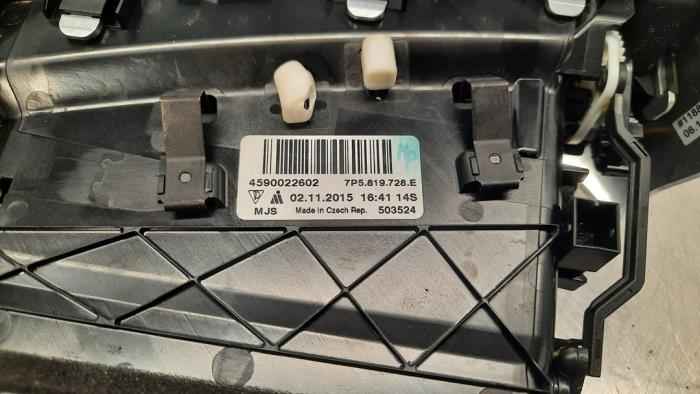 4590022602 7P5.819.728.E
02.11.2015 16:41 14S
MJS Made in Czech Rep. 503524